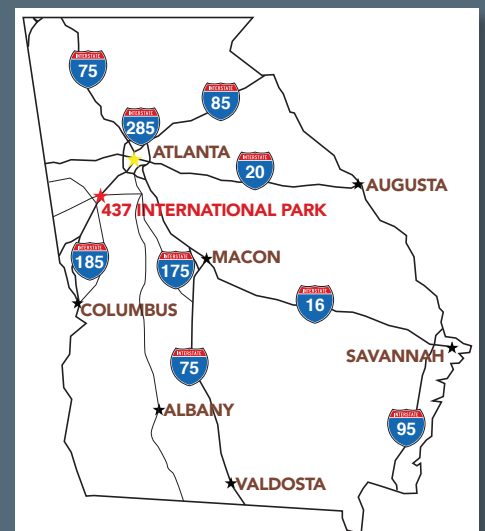 INTERSTATE
75
INTERSTATE
85
INTERSTATE
285
ATLANTA
INTERSTATE
20
AUGUSTA
437 INTERNATIONAL PARK
INTERSTATE
185
INTERSTATE
175
MACON
COLUMBUS
INTERSTATE
16
SAVANNAH
INTERSTATE
75
ALBANY
INTERSTATE
95
VALDOSTA